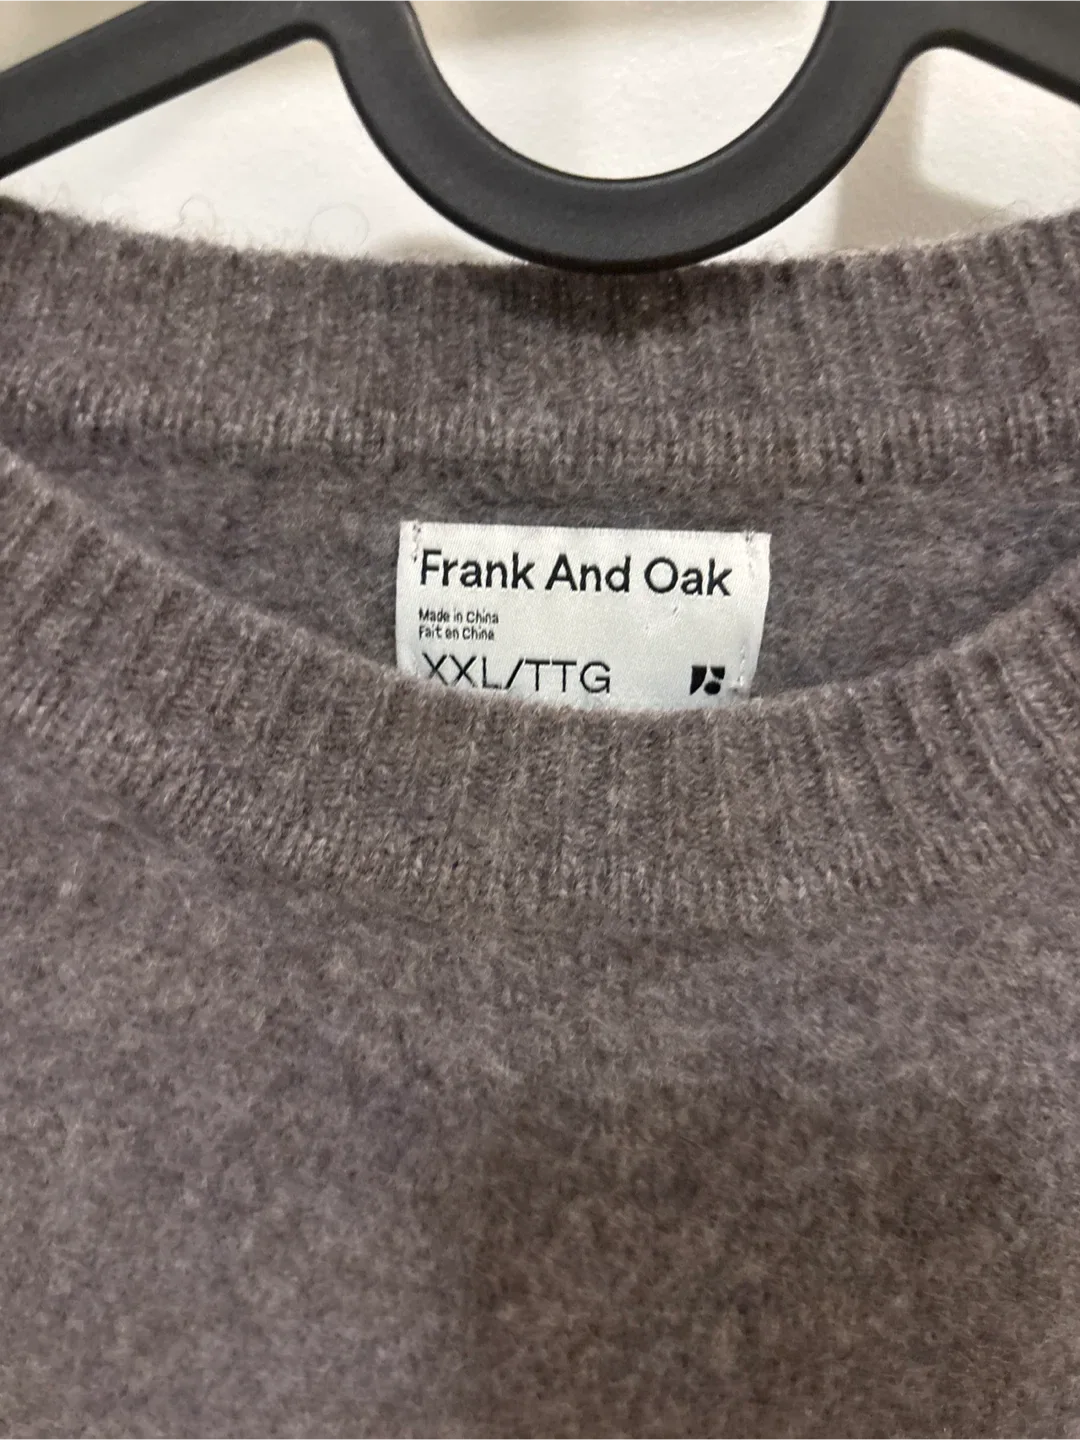 Frank And Oak
Made in China
Fait en Chine
XXL/TTG